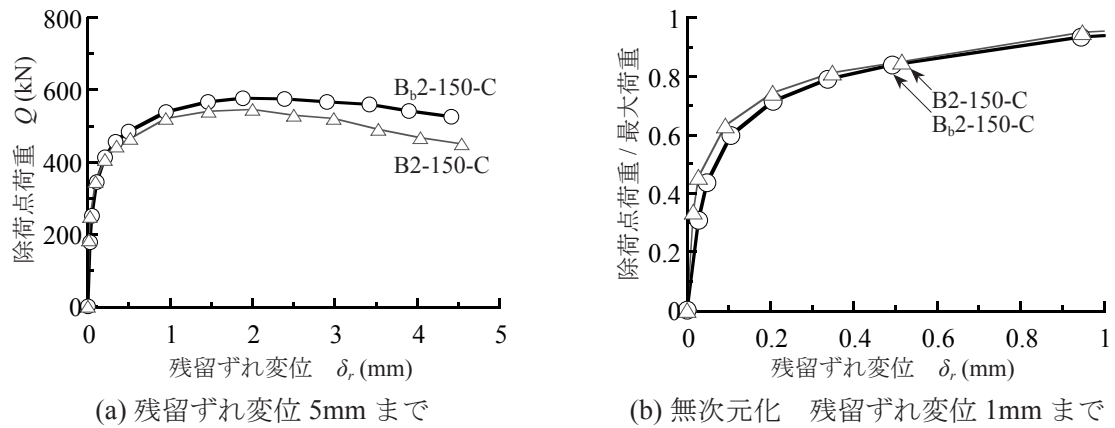 800
600
400
200
0
除荷点荷重 Q (kN)
B_b2-150-C
B2-150-C
0 1 2 3 4 5
残留ずれ変位 δ_r (mm)
(a) 残留ずれ変位 5mm まで
1
0.8
0.6
0.4
0.2
0
除荷点荷重 / 最大荷重
B2-150-C
B_b2-150-C
0 0.2 0.4 0.6 0.8 1
残留ずれ変位 δ_r (mm)
(b) 無次元化 残留ずれ変位 1mm まで